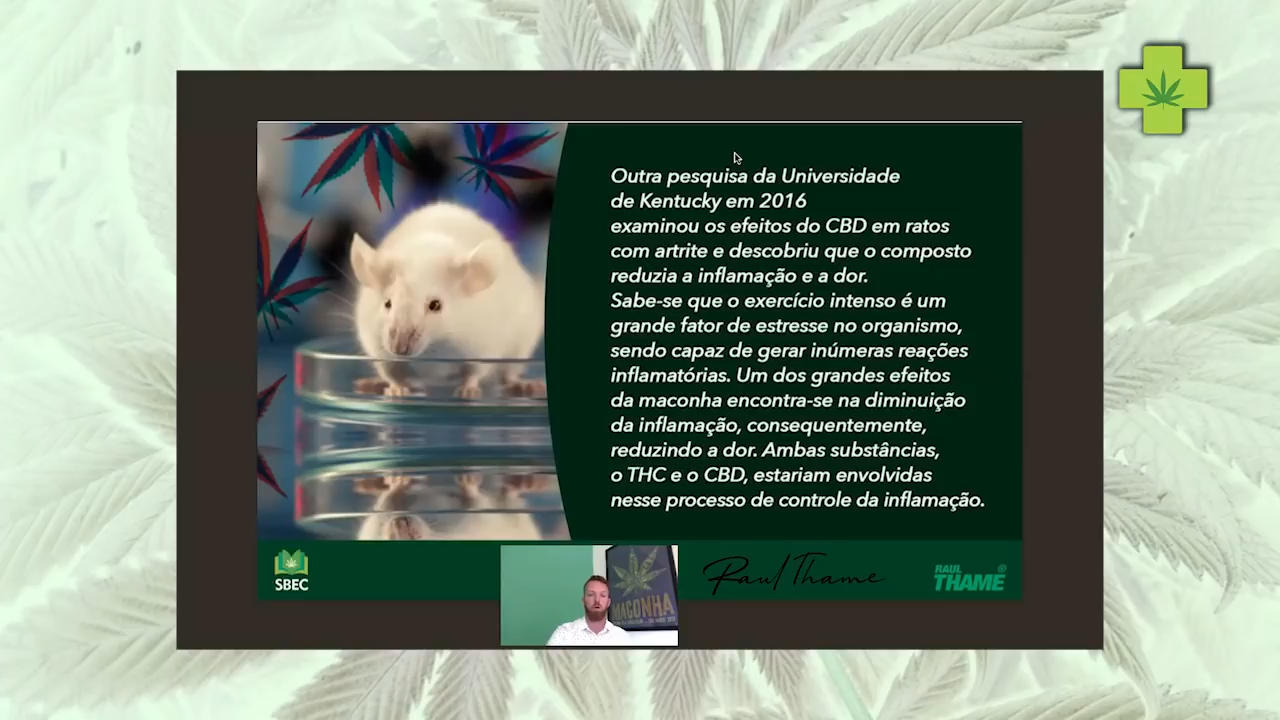 Outra pesquisa da Universidade
de Kentucky em 2016
examinou os efeitos do CBD em ratos
com artrite e descobriu que o composto
reduzia a inflamação e a dor.
Sabe-se que o exercício intenso é um
grande fator de estresse no organismo,
sendo capaz de gerar inúmeras reações
inflamatórias. Um dos grandes efeitos
da maconha encontra-se na diminuição
da inflamação, consequentemente,
reduzindo a dor. Ambas substâncias,
o THC e o CBD, estariam envolvidas
nesse processo de controle da inflamação.
SBEC
MACONHA
Raul Thame
RAUL
THAME®